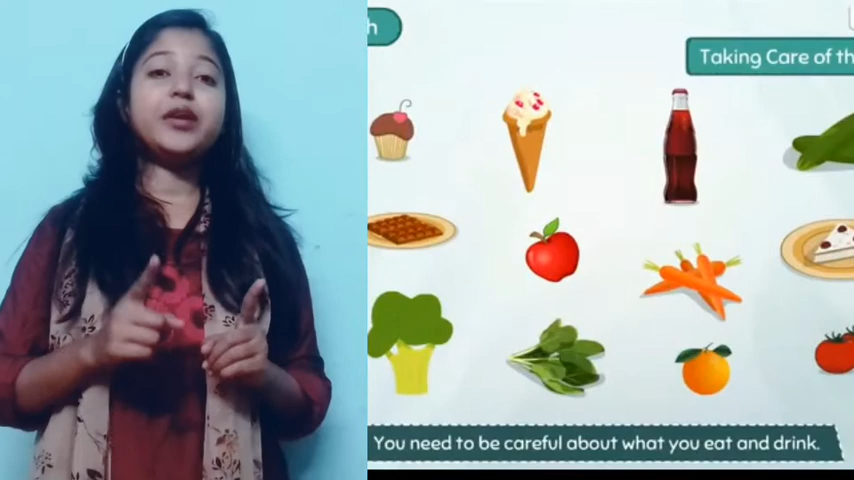 h
Taking Care of th
You need to be careful about what you eat and drink.